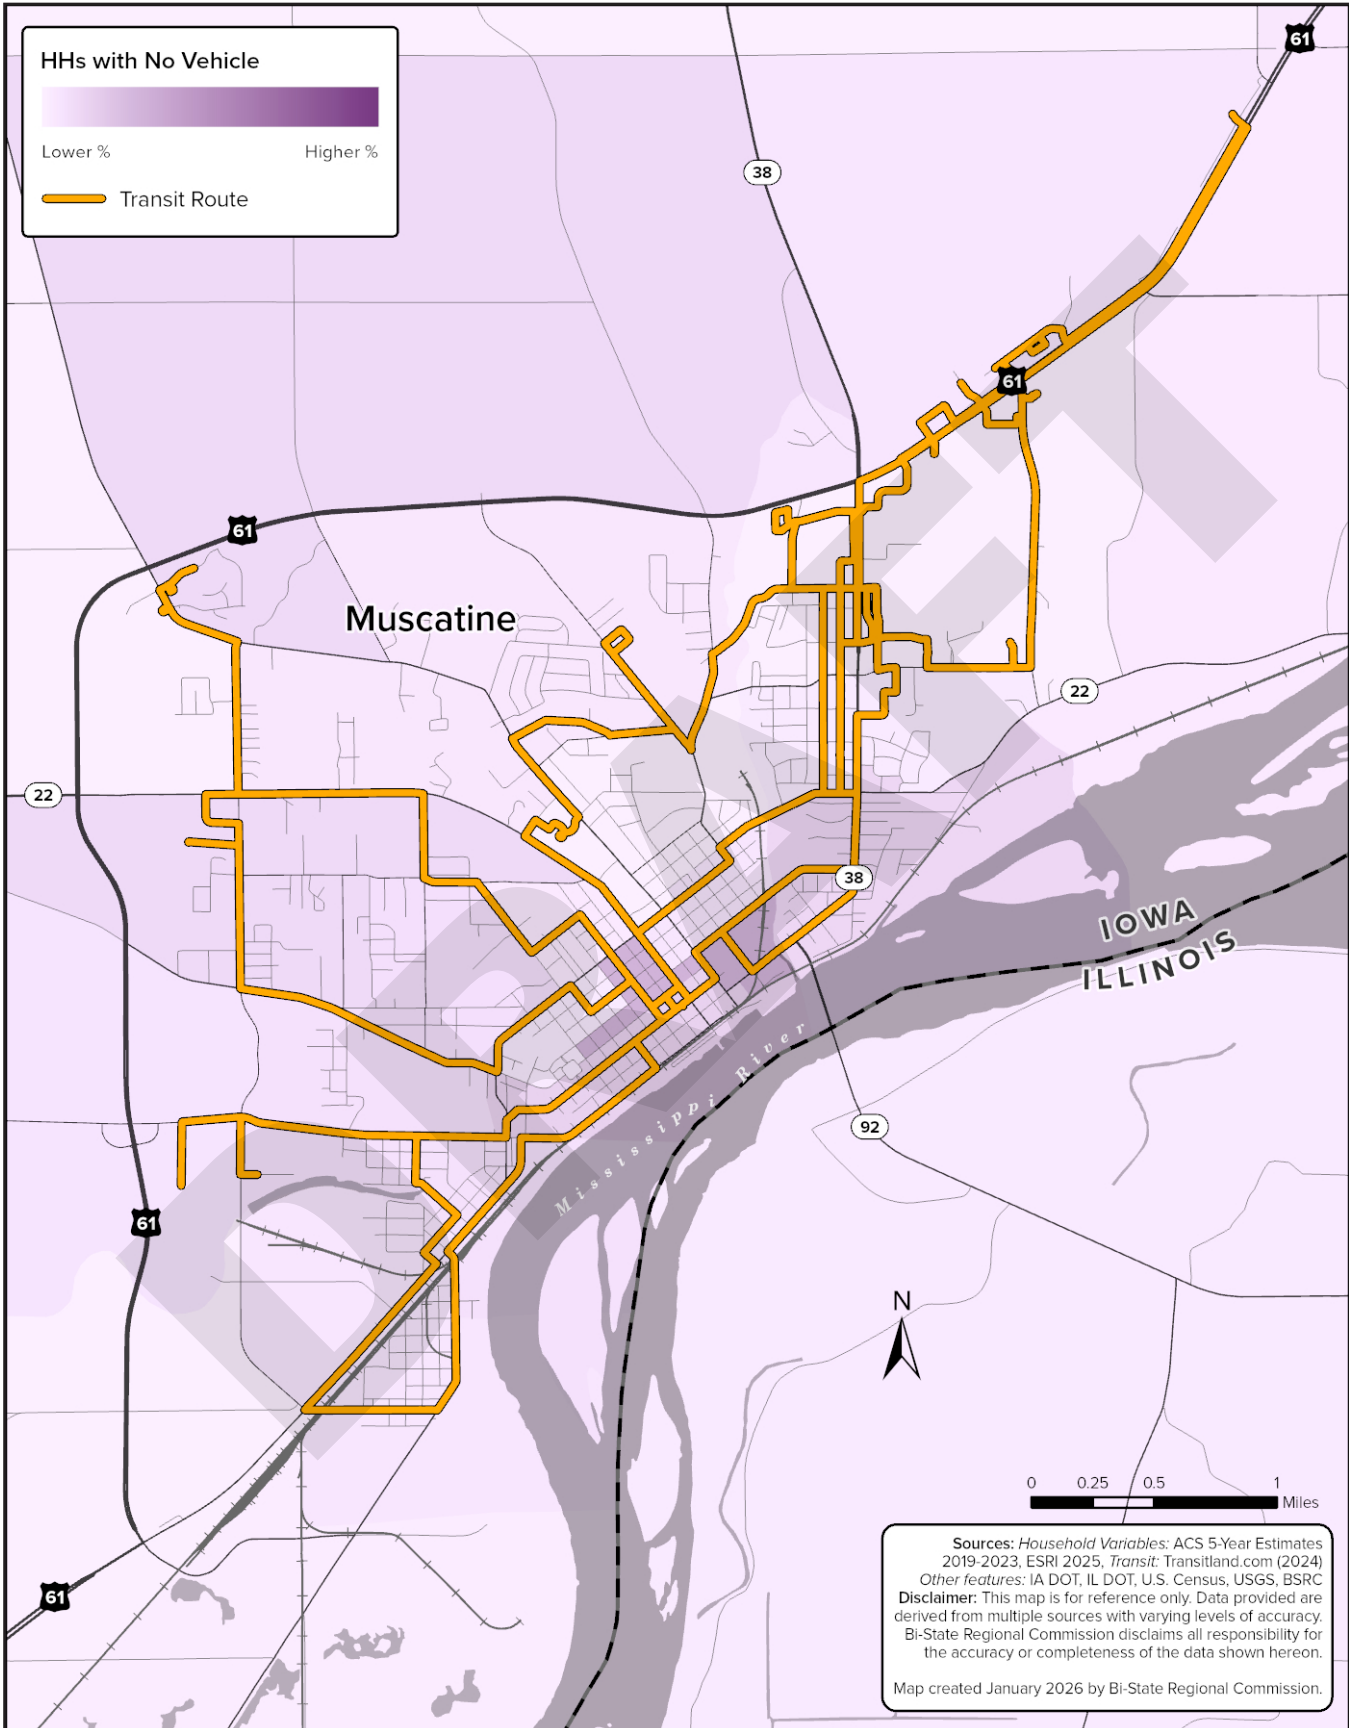 HHs with No Vehicle
Lower %
Higher %
Transit Route
61
38
61
61
Muscatine
22
22
38
IOWA
ILLINOIS
Mississippi River
92
61
N
0 0.25 0.5 1
Miles
61
Sources: Household Variables: ACS 5-Year Estimates
2019-2023, ESRI 2025, Transit: Transitland.com (2024)
Other features: IA DOT, IL DOT, U.S. Census, USGS, BSRC
Disclaimer: This map is for reference only. Data provided are
derived from multiple sources with varying levels of accuracy.
Bi-State Regional Commission disclaims all responsibility for
the accuracy or completeness of the data shown hereon.
Map created January 2026 by Bi-State Regional Commission.
DRAFT